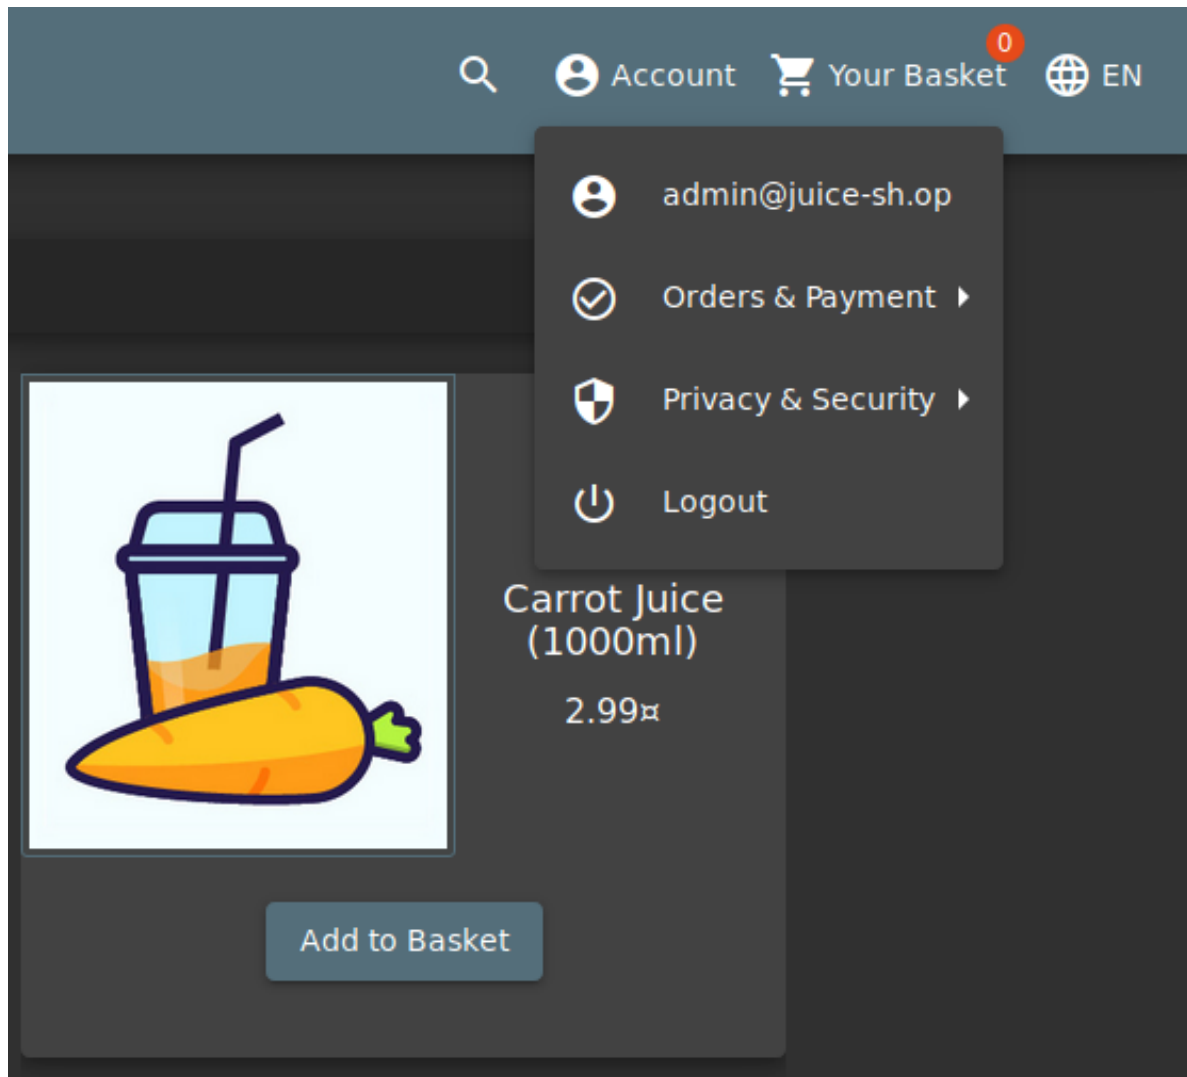 0
Account
Your Basket
EN
admin@juice-sh.op
Orders & Payment
Privacy & Security
Logout
Carrot Juice
(1000ml)
2.99¤
Add to Basket